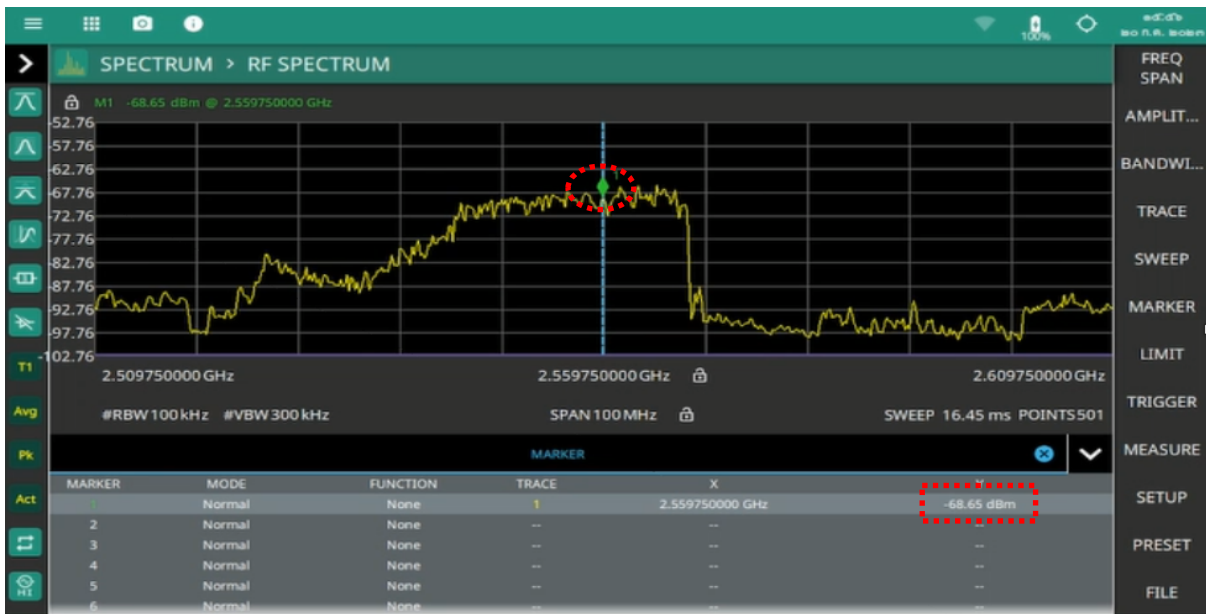 100%
SPECTRUM > RF SPECTRUM
FREQ
SPAN
M1 -68.65 dBm @ 2.559750000 GHz
AMPLIT...
BANDWI...
TRACE
SWEEP
MARKER
LIMIT
TRIGGER
MEASURE
SETUP
PRESET
FILE
-52.76
-57.76
-62.76
-67.76
-72.76
-77.76
-82.76
-87.76
-92.76
-97.76
-102.76
T1
Avg
Pk
Act
2.509750000 GHz 2.559750000 GHz 2.609750000 GHz
#RBW 100 kHz #VBW 300 kHz SPAN 100 MHz SWEEP 16.45 ms POINTS 501
MARKER
MARKER MODE FUNCTION TRACE X
1 Normal None 1 2.559750000 GHz -68.65 dBm
2 Normal None -- -- --
3 Normal None -- -- --
4 Normal None -- -- --
5 Normal None -- -- --
6 Normal None -- -- --